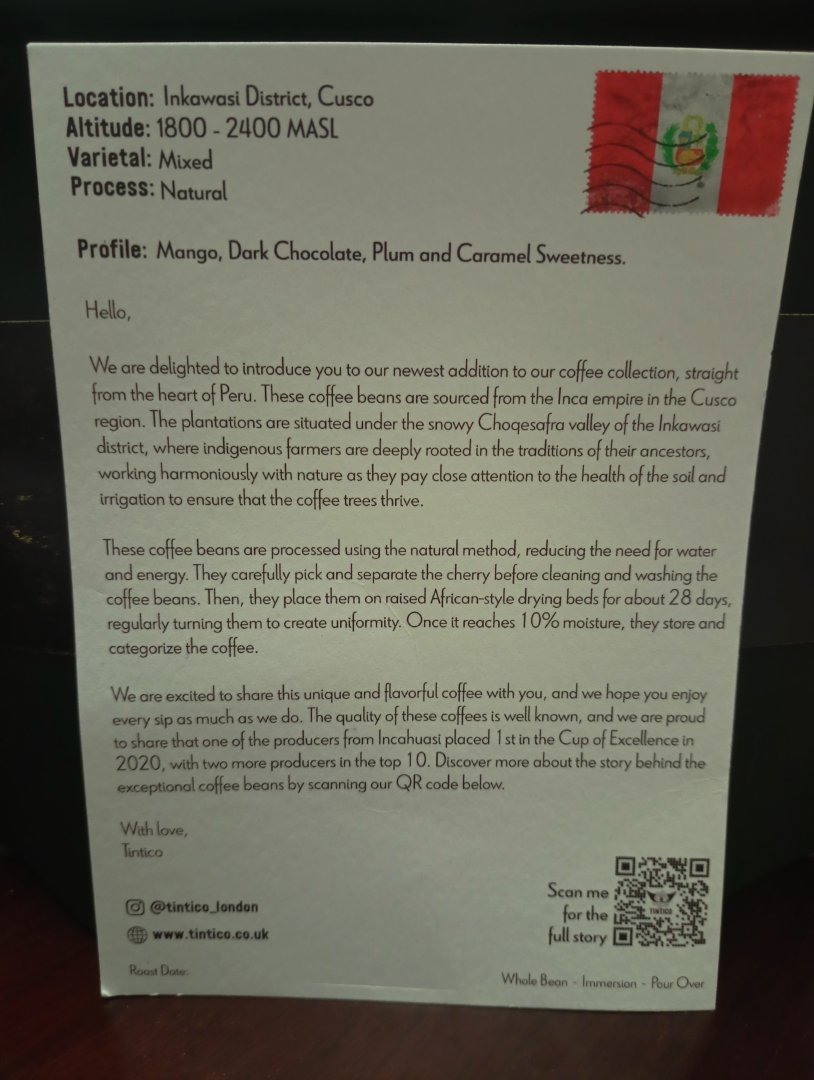 Location: Inkawasi District, Cusco
Altitude: 1800 - 2400 MASL
Varietal: Mixed
Process: Natural
Profile: Mango, Dark Chocolate, Plum and Caramel Sweetness.
Hello,
We are delighted to introduce you to our newest addition to our coffee collection, straight
from the heart of Peru. These coffee beans are sourced from the Inca empire in the Cusco
region. The plantations are situated under the snowy Choqesafra valley of the Inkawasi
district, where indigenous farmers are deeply rooted in the traditions of their ancestors,
working harmoniously with nature as they pay close attention to the health of the soil and
irrigation to ensure that the coffee trees thrive.
These coffee beans are processed using the natural method, reducing the need for water
and energy. They carefully pick and separate the cherry before cleaning and washing the
coffee beans. Then, they place them on raised African-style drying beds for about 28 days,
regularly turning them to create uniformity. Once it reaches 10% moisture, they store and
categorize the coffee.
We are excited to share this unique and flavorful coffee with you, and we hope you enjoy
every sip as much as we do. The quality of these coffees is well known, and we are proud
to share that one of the producers from Incahuasi placed 1st in the Cup of Excellence in
2020, with two more producers in the top 10. Discover more about the story behind the
exceptional coffee beans by scanning our QR code below.
With love,
Tintico
@tintico_london
www.tintico.co.uk
Roast Date:
Scan me
for the
full story
TINTICO
Whole Bean - Immersion - Pour Over